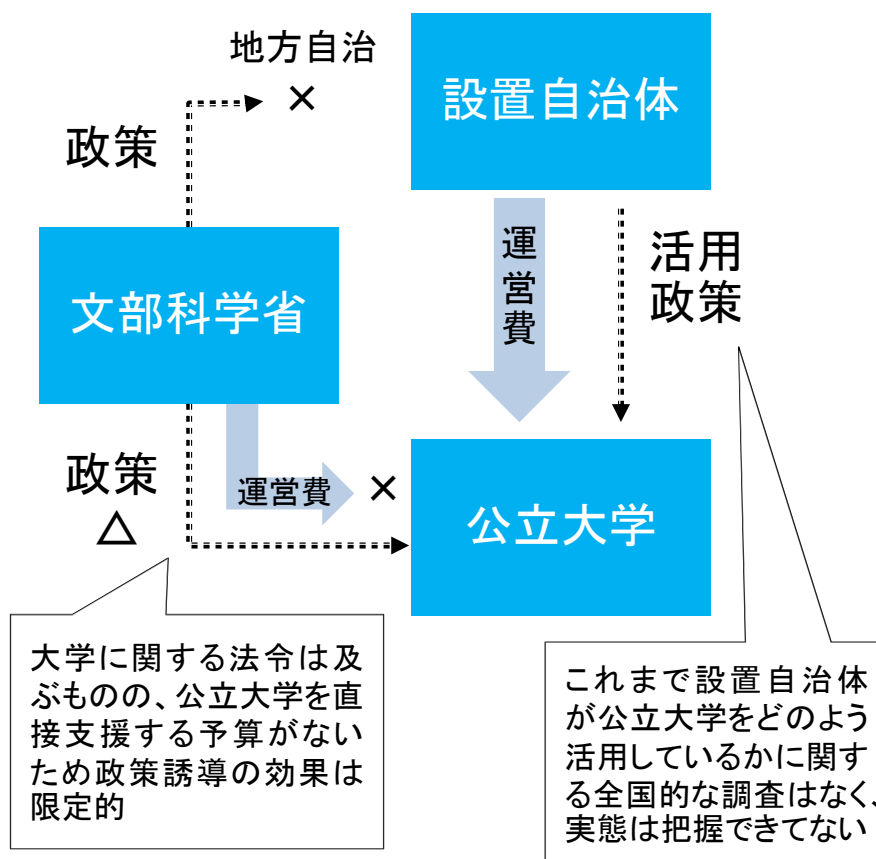 地方自治
×
設置自治体
政策
運営費
活用
政策
文部科学省
政策
△
運営費
×
公立大学
大学に関する法令は及
ぶものの、公立大学を直
接支援する予算がない
ため政策誘導の効果は
限定的
これまで設置自治体
が公立大学をどのよう
活用しているかに関す
る全国的な調査はなく、
実態は把握できてない